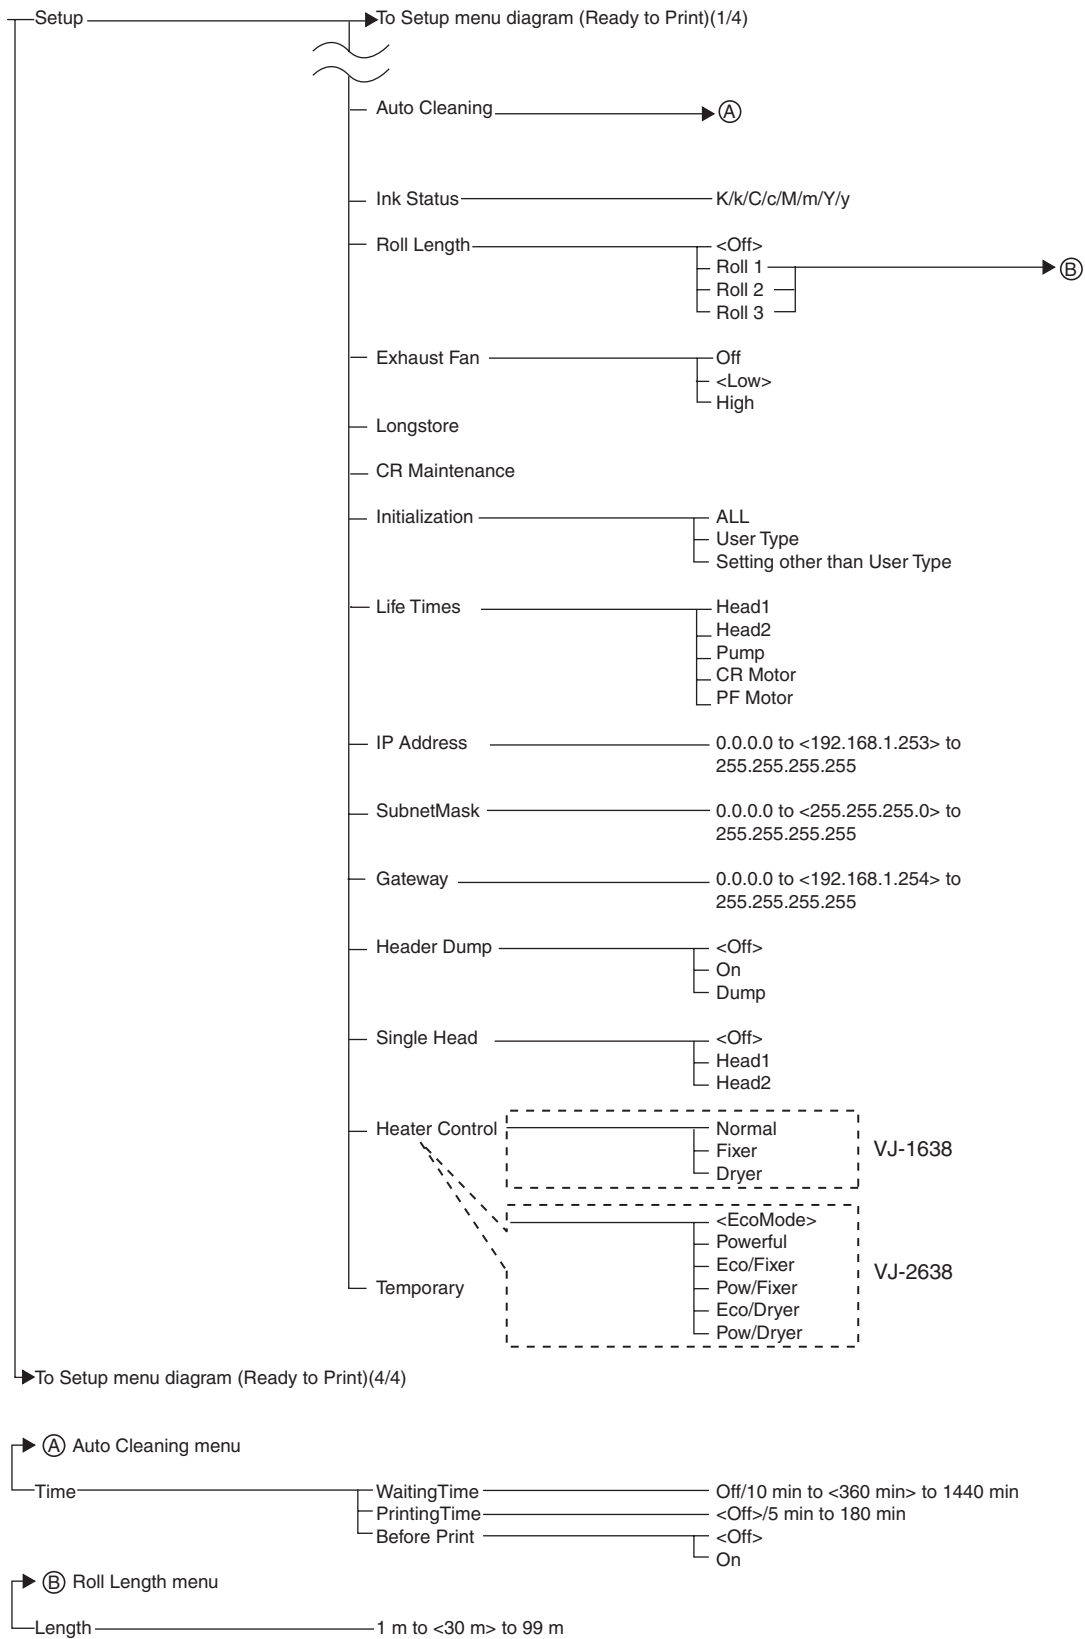 Setup To Setup menu diagram (Ready to Print)(1/4)
Auto Cleaning A
Ink Status K/k/C/c/M/m/Y/y
Roll Length <Off>
Roll 1 B
Roll 2
Roll 3
Exhaust Fan Off
<Low>
High
Longstore
CR Maintenance
Initialization ALL
User Type
Setting other than User Type
Life Times Head1
Head2
Pump
CR Motor
PF Motor
IP Address 0.0.0.0 to <192.168.1.253> to
255.255.255.255
SubnetMask 0.0.0.0 to <255.255.255.0> to
255.255.255.255
Gateway 0.0.0.0 to <192.168.1.254> to
255.255.255.255
Header Dump <Off>
On
Dump
Single Head <Off>
Head1
Head2
Heater Control Normal
Fixer VJ-1638
Dryer
<EcoMode>
Powerful
Eco/Fixer VJ-2638
Temporary Pow/Fixer
Eco/Dryer
Pow/Dryer
To Setup menu diagram (Ready to Print)(4/4)
A Auto Cleaning menu
Time WaitingTime Off/10 min to <360 min> to 1440 min
PrintingTime <Off>/5 min to 180 min
Before Print <Off>
On
B Roll Length menu
Length 1 m to <30 m> to 99 m